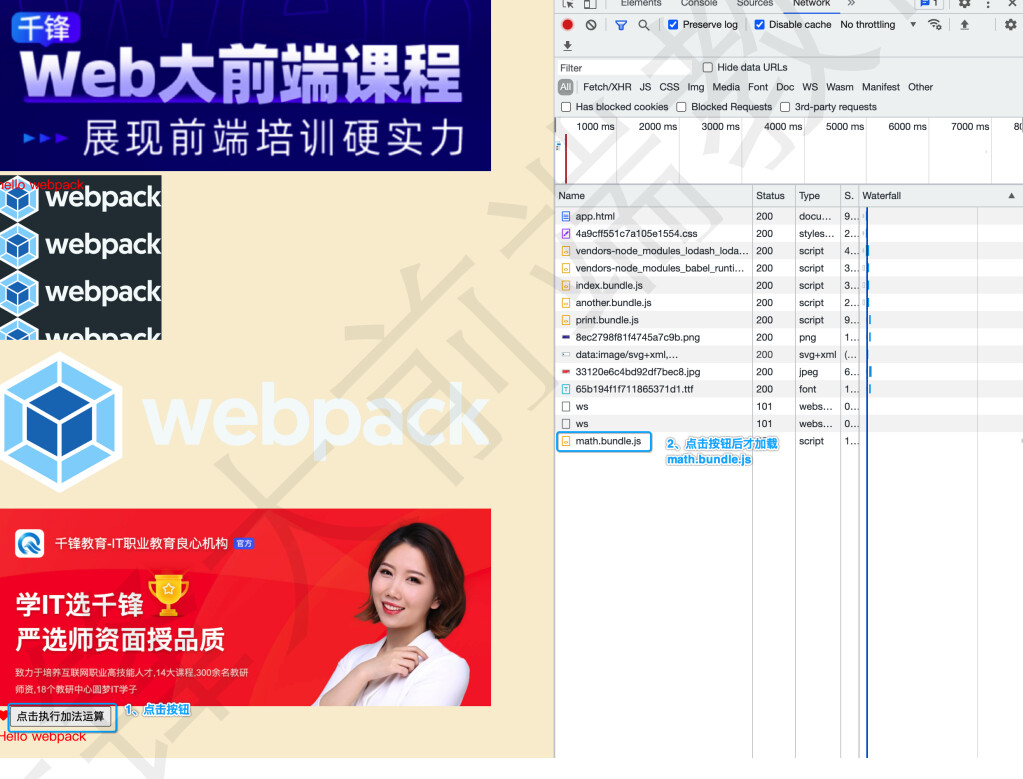 千锋
Web大前端课程
展现前端培训硬实力
Hello webpack
webpack
webpack
webpack
webpack
webpack
千锋教育-IT职业教育良心机构 官方
学IT选千锋
严选师资面授品质
致力于培养互联网职业高技能人才,14大课程,300余名教研
师资,18个教研中心圆梦IT学子
点击执行加法运算
1、点击按钮
Hello webpack
Elements Console Sources Network » 1
Preserve log Disable cache No throttling
Filter Hide data URLs
All Fetch/XHR JS CSS Img Media Font Doc WS Wasm Manifest Other
Has blocked cookies Blocked Requests 3rd-party requests
1000 ms 2000 ms 3000 ms 4000 ms 5000 ms 6000 ms 7000 ms
Name Status Type S. Waterfall
app.html 200 docu... 9...
4a9cff551c7a105e1554.css 200 styles... 2...
vendors-node_modules_lodash_loda... 200 script 4...
vendors-node_modules_babel_runti... 200 script 3...
index.bundle.js 200 script 3...
another.bundle.js 200 script 2...
print.bundle.js 200 script 9...
8ec2798f81f4745a7c9b.png 200 png 1...
data:image/svg+xml,... 200 svg+xml (...
33120e6c4bd92df7bec8.jpg 200 jpeg 6...
65b194f1f711865371d1.ttf 200 font 1...
ws 101 webs... 0...
ws 101 webs... 0...
math.bundle.js script 1...
2、点击按钮后才加载
math.bundle.js